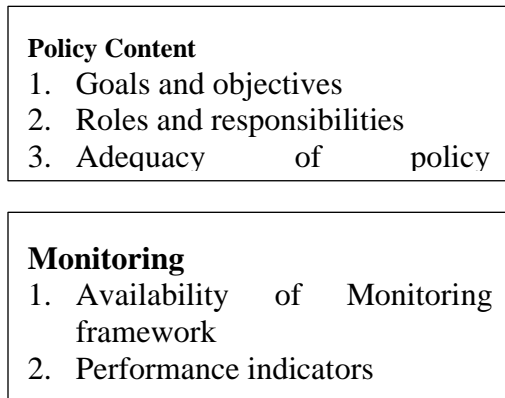 Policy Content
1. Goals and objectives
2. Roles and responsibilities
3. Adequacy of policy
Monitoring
1. Availability of Monitoring
framework
2. Performance indicators